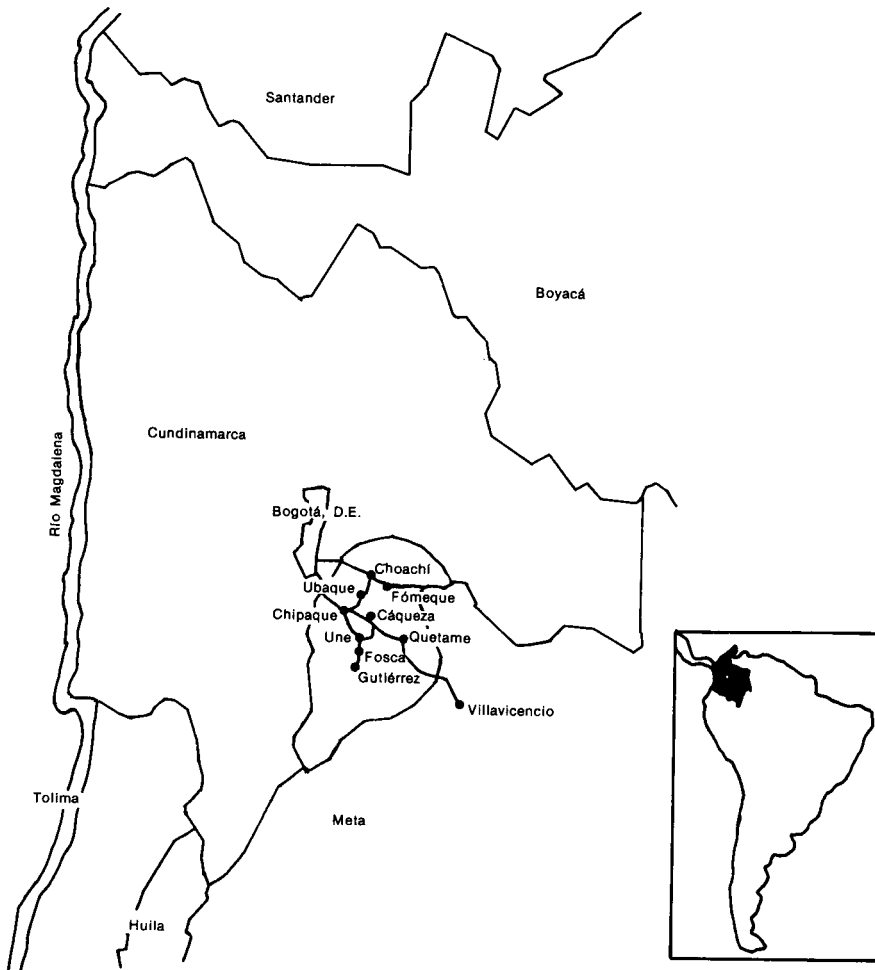 Santander
Boyacá
Río Magdalena
Cundinamarca
Bogotá, D.E.
Choachí
Ubaque
Fómeque
Chipaque
Cáqueza
Une
Quetame
Fosca
Gutiérrez
Villavicencio
Tolima
Meta
Huila